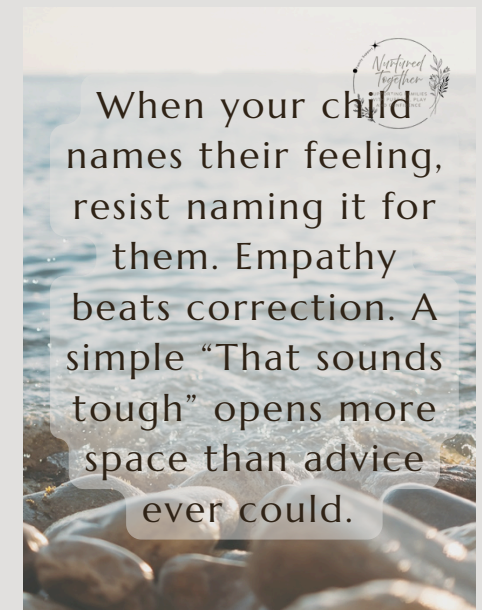 Nurtured
Together
When your child
names their feeling,
resist naming it for
them. Empathy
beats correction. A
simple “That sounds
tough” opens more
space than advice
ever could.